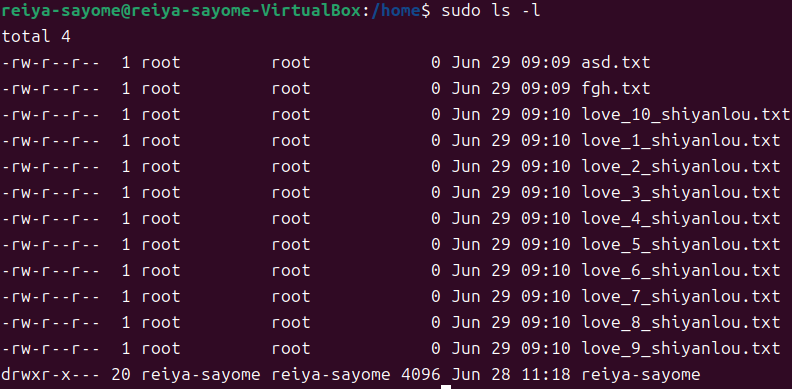 reiya-sayome@reiya-sayome-VirtualBox:/home$ sudo ls -l
total 4
-rw-r--r--  1 root         root            0 Jun 29 09:09 asd.txt
-rw-r--r--  1 root         root            0 Jun 29 09:09 fgh.txt
-rw-r--r--  1 root         root            0 Jun 29 09:10 love_10_shiyanlou.txt
-rw-r--r--  1 root         root            0 Jun 29 09:10 love_1_shiyanlou.txt
-rw-r--r--  1 root         root            0 Jun 29 09:10 love_2_shiyanlou.txt
-rw-r--r--  1 root         root            0 Jun 29 09:10 love_3_shiyanlou.txt
-rw-r--r--  1 root         root            0 Jun 29 09:10 love_4_shiyanlou.txt
-rw-r--r--  1 root         root            0 Jun 29 09:10 love_5_shiyanlou.txt
-rw-r--r--  1 root         root            0 Jun 29 09:10 love_6_shiyanlou.txt
-rw-r--r--  1 root         root            0 Jun 29 09:10 love_7_shiyanlou.txt
-rw-r--r--  1 root         root            0 Jun 29 09:10 love_8_shiyanlou.txt
-rw-r--r--  1 root         root            0 Jun 29 09:10 love_9_shiyanlou.txt
drwxr-x--- 20 reiya-sayome reiya-sayome 4096 Jun 28 11:18 reiya-sayome